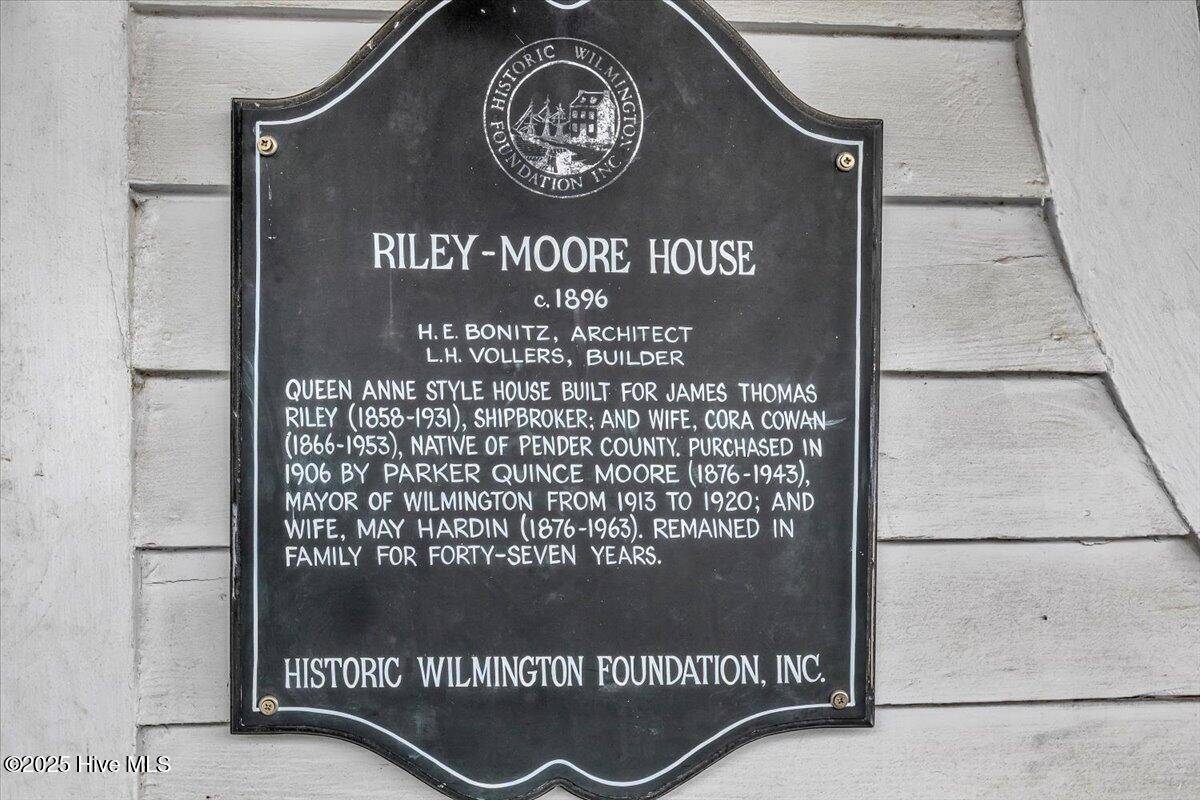 HISTORIC WILMINGTON
FOUNDATION INC.
RILEY-MOORE HOUSE
c. 1896
H. E. BONITZ, ARCHITECT
L.H. VOLLERS, BUILDER
QUEEN ANNE STYLE HOUSE BUILT FOR JAMES THOMAS
RILEY (1858-1931), SHIPBROKER; AND WIFE, CORA COWAN
(1866-1953), NATIVE OF PENDER COUNTY. PURCHASED IN
1906 BY PARKER QUINCE MOORE (1876-1943),
MAYOR OF WILMINGTON FROM 1913 TO 1920; AND
WIFE, MAY HARDIN (1876-1963). REMAINED IN
FAMILY FOR FORTY-SEVEN YEARS.
HISTORIC WILMINGTON FOUNDATION, INC.
©2025 Hive MLS